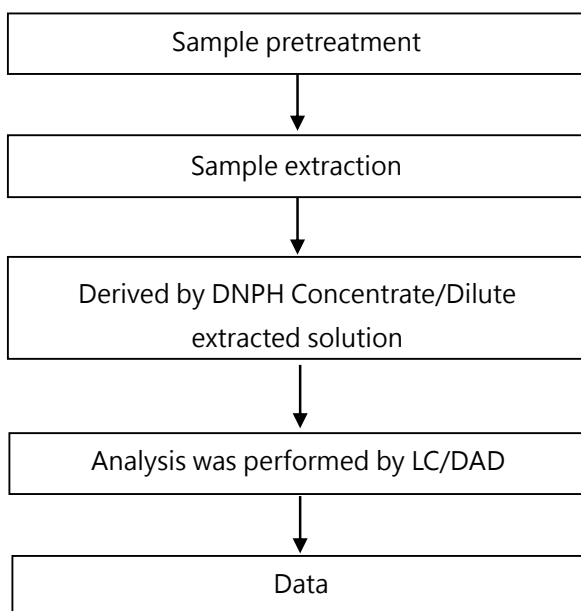 Sample pretreatment
Sample extraction
Derived by DNPH Concentrate/Dilute
extracted solution
Analysis was performed by LC/DAD
Data